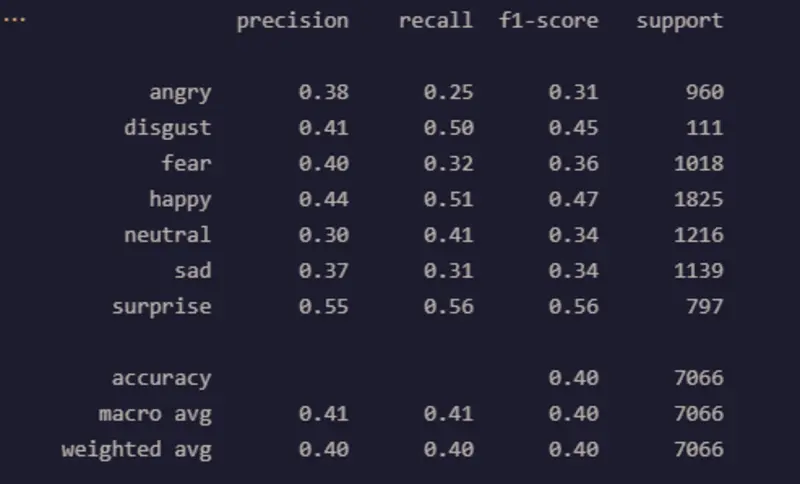 ... precision recall f1-score support
angry 0.38 0.25 0.31 960
disgust 0.41 0.50 0.45 111
fear 0.40 0.32 0.36 1018
happy 0.44 0.51 0.47 1825
neutral 0.30 0.41 0.34 1216
sad 0.37 0.31 0.34 1139
surprise 0.55 0.56 0.56 797
accuracy 0.40 7066
macro avg 0.41 0.41 0.40 7066
weighted avg 0.40 0.40 0.40 7066